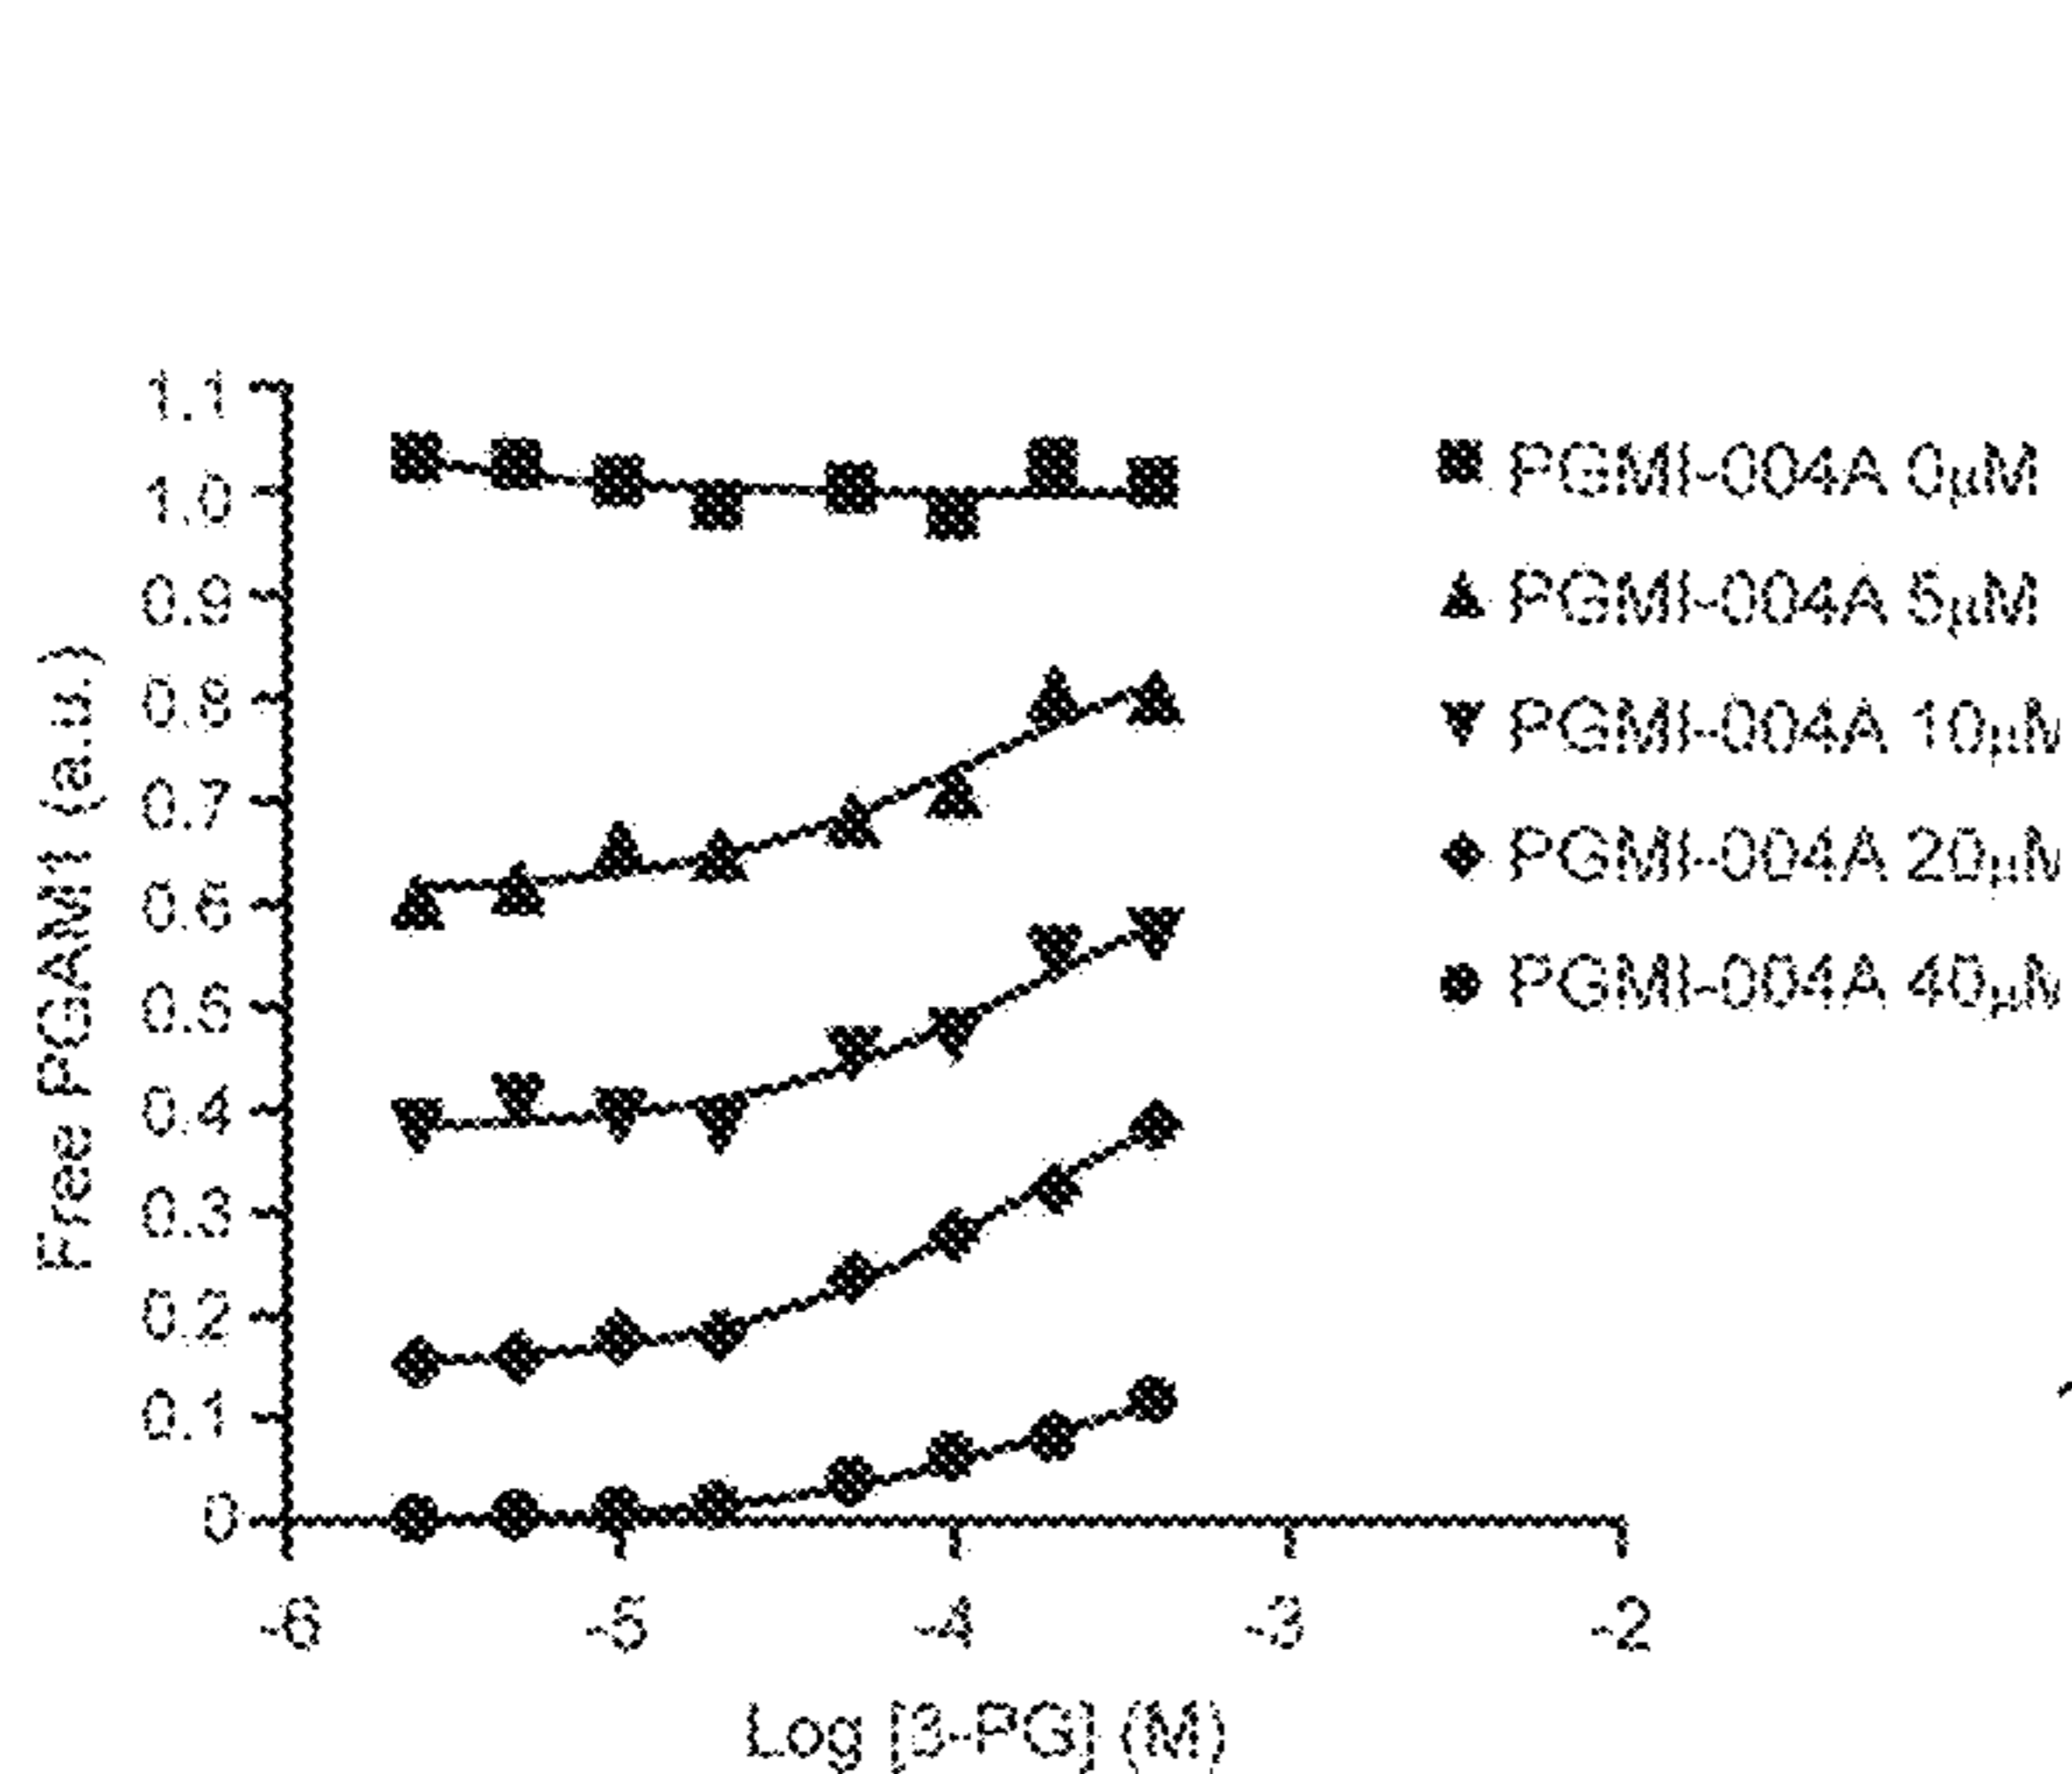 1.1
1.0
0.9
0.8
0.7
0.6
0.5
0.4
0.3
0.2
0.1
0
Free PGAM1 (a.u.)
-6 -5 -4 -3 -2
Log [3-PG] (M)
PGMI-004A 0µM
PGMI-004A 5µM
PGMI-004A 10µM
PGMI-004A 20µM
PGMI-004A 40µM